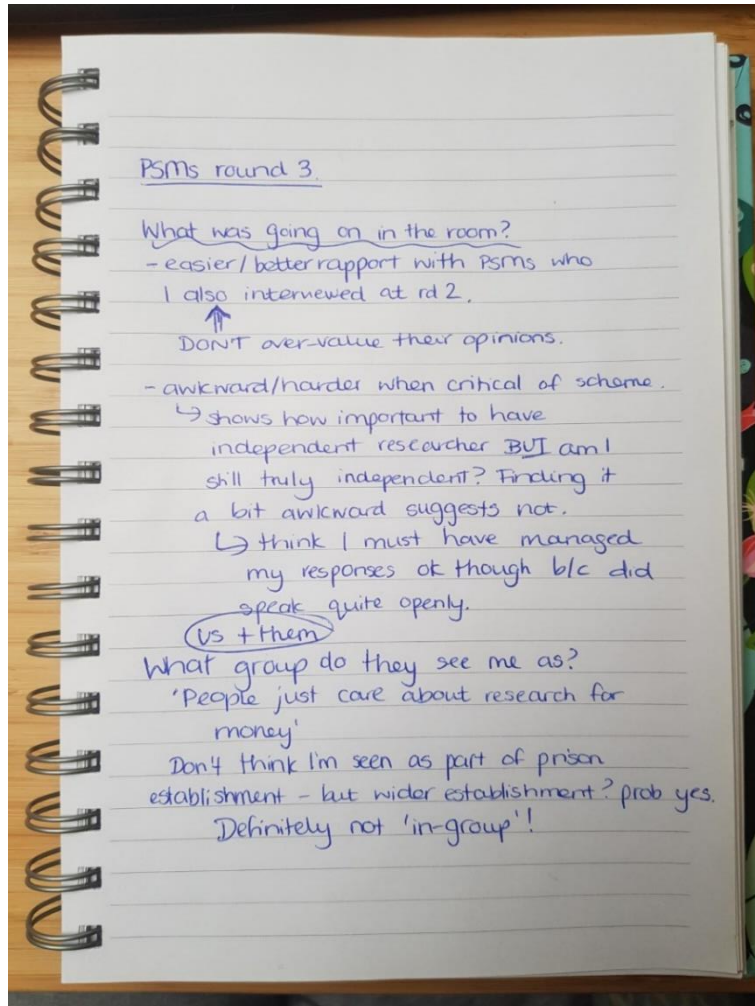 PSMs round 3.
What was going on in the room?
- easier/better rapport with PSMs who
I also interviewed at rd 2.
↑
DON'T over-value their opinions.
- awkward/harder when critical of scheme.
↳ shows how important to have
independent researcher BUT am I
still truly independent? Finding it
a bit awkward suggests not.
↳ think I must have managed
my responses ok though b/c did
speak quite openly.
us + them
What group do they see me as?
'People just care about research for
money'
Don't think I'm seen as part of prison
establishment - but wider establishment? prob yes.
Definitely not 'in-group'!